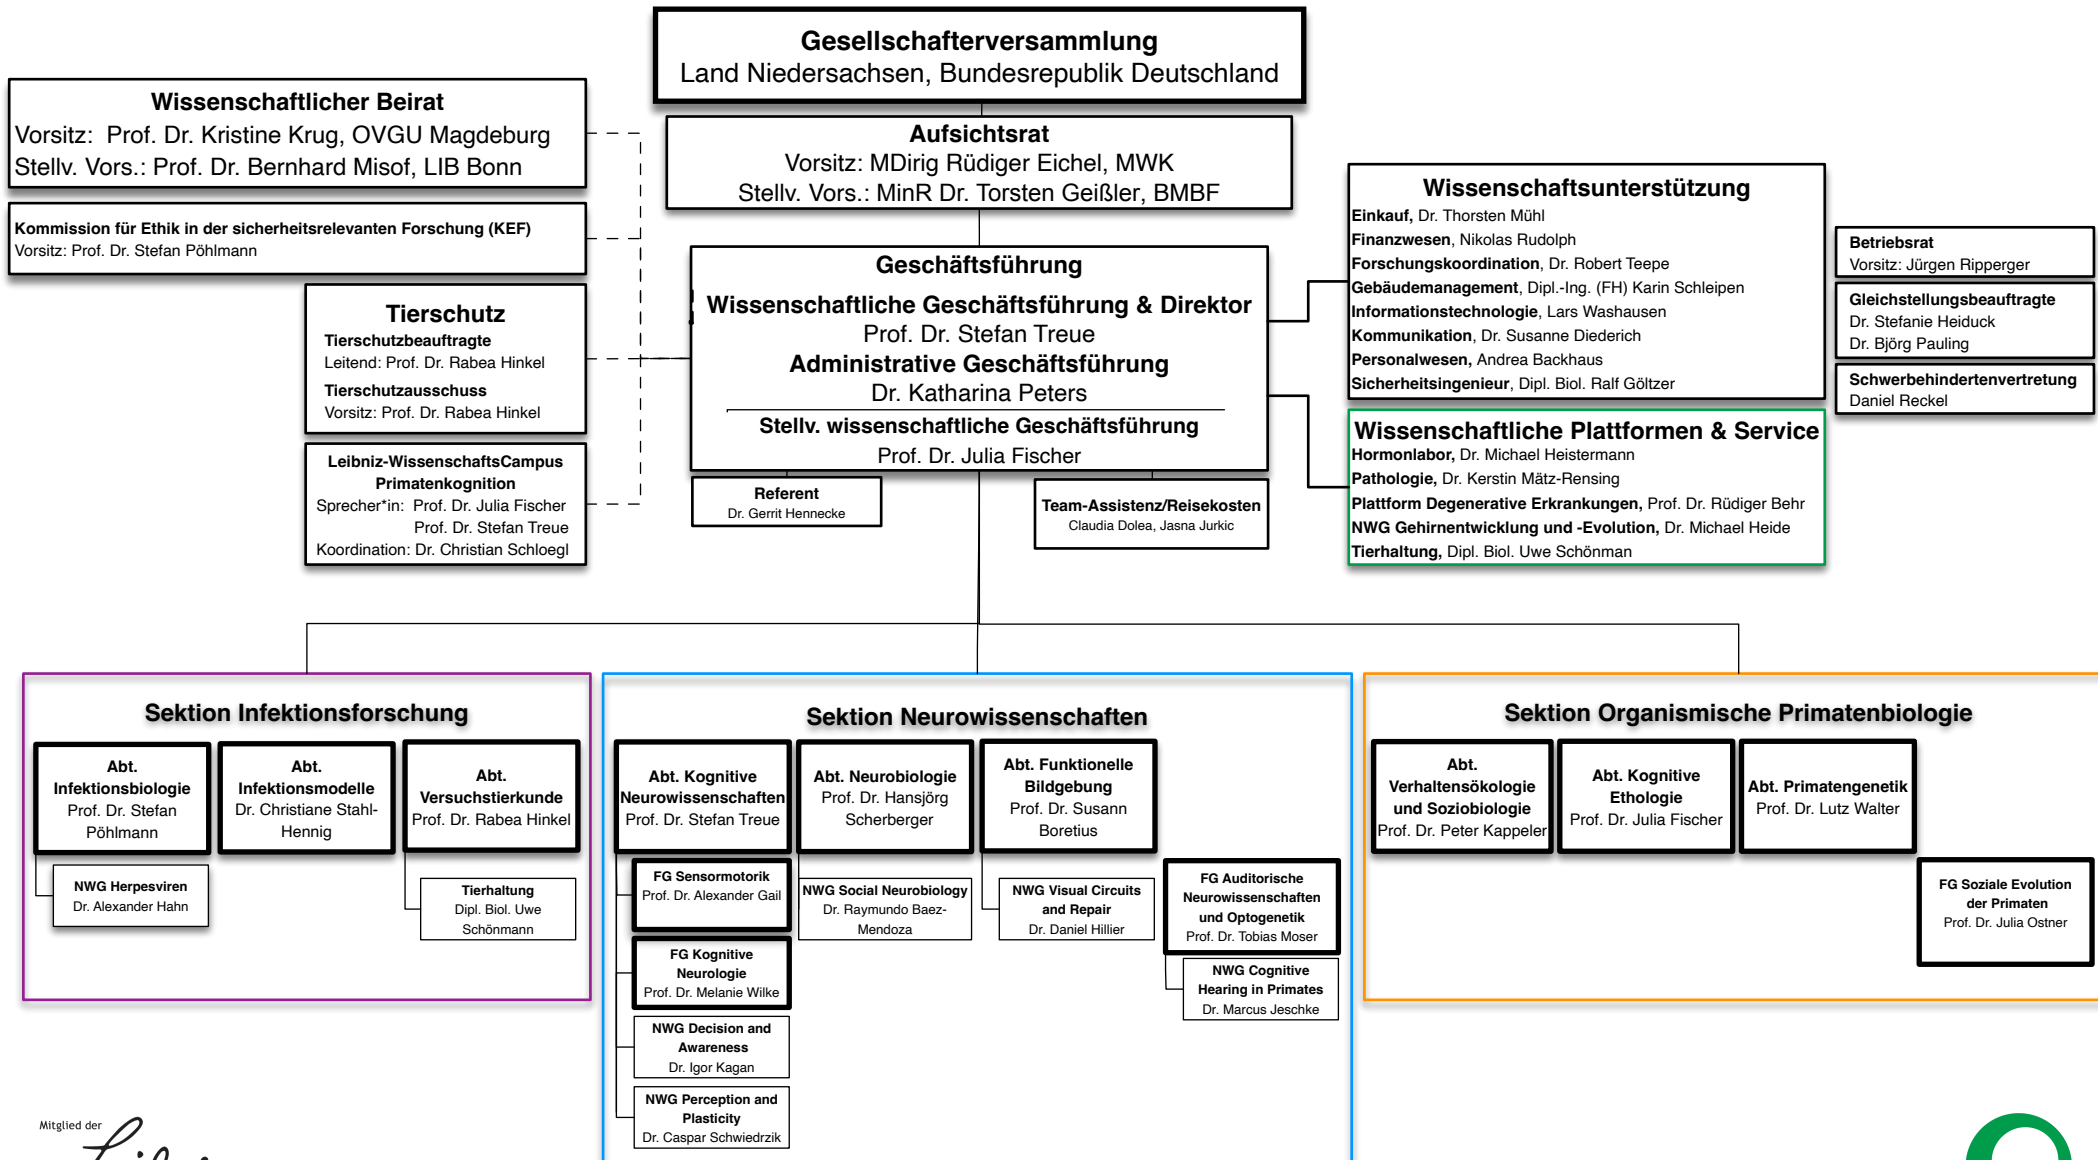 Gesellschafterversammlung
Land Niedersachsen, Bundesrepublik Deutschland
Wissenschaftlicher Beirat
Vorsitz: Prof. Dr. Kristine Krug, OVGU Magdeburg
Stellv. Vors.: Prof. Dr. Bernhard Misof, LIB Bonn
Aufsichtsrat
Vorsitz: MDirig Rüdiger Eichel, MWK
Stellv. Vors.: MinR Dr. Torsten Geißler, BMBF
Kommission für Ethik in der sicherheitsrelevanten Forschung (KEF)
Vorsitz: Prof. Dr. Stefan Pöhlmann
Tierschutz
Tierschutzbeauftragte
Leitend: Prof. Dr. Rabea Hinkel
Tierschutzausschuss
Vorsitz: Prof. Dr. Rabea Hinkel
Leibniz-WissenschaftsCampus
Primatenkognition
Sprecher*in: Prof. Dr. Julia Fischer
Prof. Dr. Stefan Treue
Koordination: Dr. Christian Schloegl
Geschäftsführung
Wissenschaftliche Geschäftsführung & Direktor
Prof. Dr. Stefan Treue
Administrative Geschäftsführung
Dr. Katharina Peters
Stellv. wissenschaftliche Geschäftsführung
Prof. Dr. Julia Fischer
Referent
Dr. Gerrit Hennecke
Team-Assistenz/Reisekosten
Claudia Dolea, Jasna Jurkic
Wissenschaftsunterstützung
Einkauf, Dr. Thorsten Mühl
Finanzwesen, Nikolas Rudolph
Forschungskoordination, Dr. Robert Teepe
Gebäudemanagement, Dipl.-Ing. (FH) Karin Schleipen
Informationstechnologie, Lars Washausen
Kommunikation, Dr. Susanne Diederich
Personalwesen, Andrea Backhaus
Sicherheitsingenieur, Dipl. Biol. Ralf Göltzer
Betriebsrat
Vorsitz: Jürgen Ripperger
Gleichstellungsbeauftragte
Dr. Stefanie Heiduck
Dr. Björg Pauling
Schwerbehindertenvertretung
Daniel Reckel
Wissenschaftliche Plattformen & Service
Hormonlabor, Dr. Michael Heistermann
Pathologie, Dr. Kerstin Mätz-Rensing
Plattform Degenerative Erkrankungen, Prof. Dr. Rüdiger Behr
NWG Gehirnentwicklung und -Evolution, Dr. Michael Heide
Tierhaltung, Dipl. Biol. Uwe Schönman
Sektion Infektionsforschung
Abt.
Infektionsbiologie
Prof. Dr. Stefan
Pöhlmann
Abt.
Infektionsmodelle
Dr. Christiane Stahl-
Hennig
Abt.
Versuchstierkunde
Prof. Dr. Rabea Hinkel
NWG Herpesviren
Dr. Alexander Hahn
Tierhaltung
Dipl. Biol. Uwe
Schönmann
Sektion Neurowissenschaften
Abt. Kognitive
Neurowissenschaften
Prof. Dr. Stefan Treue
Abt. Neurobiologie
Prof. Dr. Hansjörg
Scherberger
Abt. Funktionelle
Bildgebung
Prof. Dr. Susann
Boretius
FG Sensormotorik
Prof. Dr. Alexander Gail
FG Kognitive
Neurologie
Prof. Dr. Melanie Wilke
NWG Decision and
Awareness
Dr. Igor Kagan
NWG Perception and
Plasticity
Dr. Caspar Schwiedrzik
NWG Social Neurobiology
Dr. Raymundo Baez-
Mendoza
NWG Visual Circuits
and Repair
Dr. Daniel Hillier
FG Auditorische
Neurowissenschaften
und Optogenetik
Prof. Dr. Tobias Moser
NWG Cognitive
Hearing in Primates
Dr. Marcus Jeschke
Sektion Organismische Primatenbiologie
Abt.
Verhaltensökologie
und Soziobiologie
Prof. Dr. Peter Kappeler
Abt. Kognitive
Ethologie
Prof. Dr. Julia Fischer
Abt. Primatengenetik
Prof. Dr. Lutz Walter
FG Soziale Evolution
der Primaten
Prof. Dr. Julia Ostner
Mitglied der